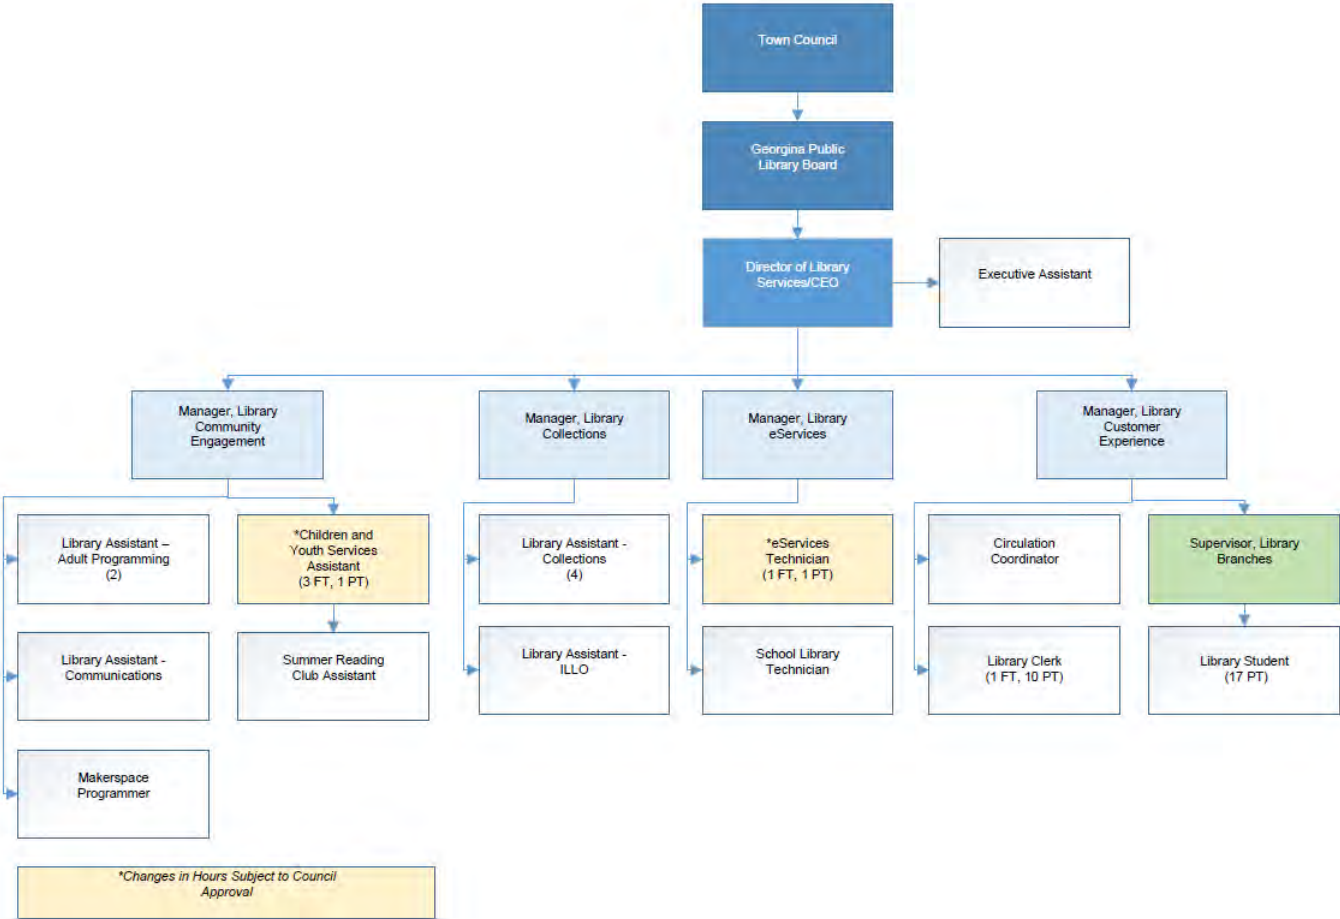 Town Council
Georgina Public
Library Board
Director of Library
Services/CEO
Executive Assistant
Manager, Library
Community
Engagement
Manager, Library
Collections
Manager, Library
eServices
Manager, Library
Customer
Experience
Library Assistant –
Adult Programming
(2)
*Children and
Youth Services
Assistant
(3 FT, 1 PT)
Library Assistant -
Collections
(4)
*eServices
Technician
(1 FT, 1 PT)
Circulation
Coordinator
Supervisor, Library
Branches
Library Assistant -
Communications
Summer Reading
Club Assistant
Library Assistant -
ILLO
School Library
Technician
Library Clerk
(1 FT, 10 PT)
Library Student
(17 PT)
Makerspace
Programmer
*Changes in Hours Subject to Council
Approval